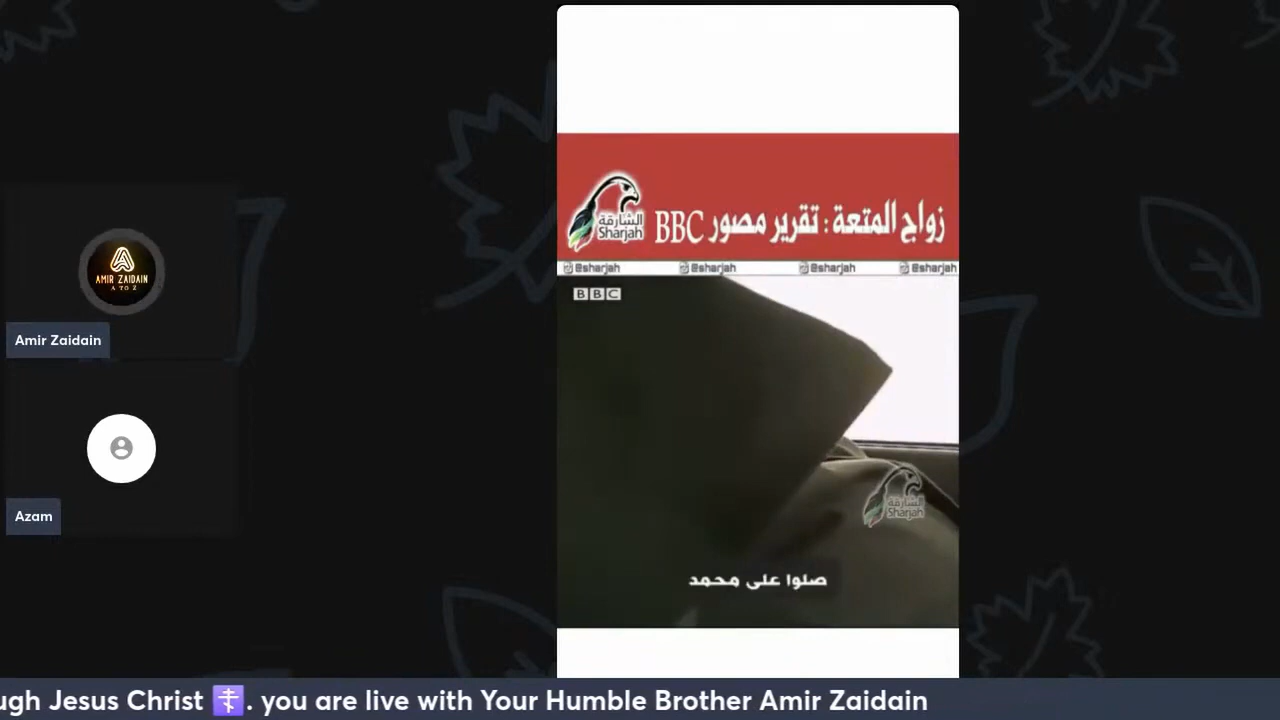 زواج المتعة : تقرير مصور BBC
الشارقة
Sharjah
@sharjah @sharjah @sharjah @sharjah
BBC
AMIR ZAIDAIN
A TO Z
Amir Zaidain
الشارقة
Sharjah
Azam
صلوا على محمد
ugh Jesus Christ ☦. you are live with Your Humble Brother Amir Zaidain